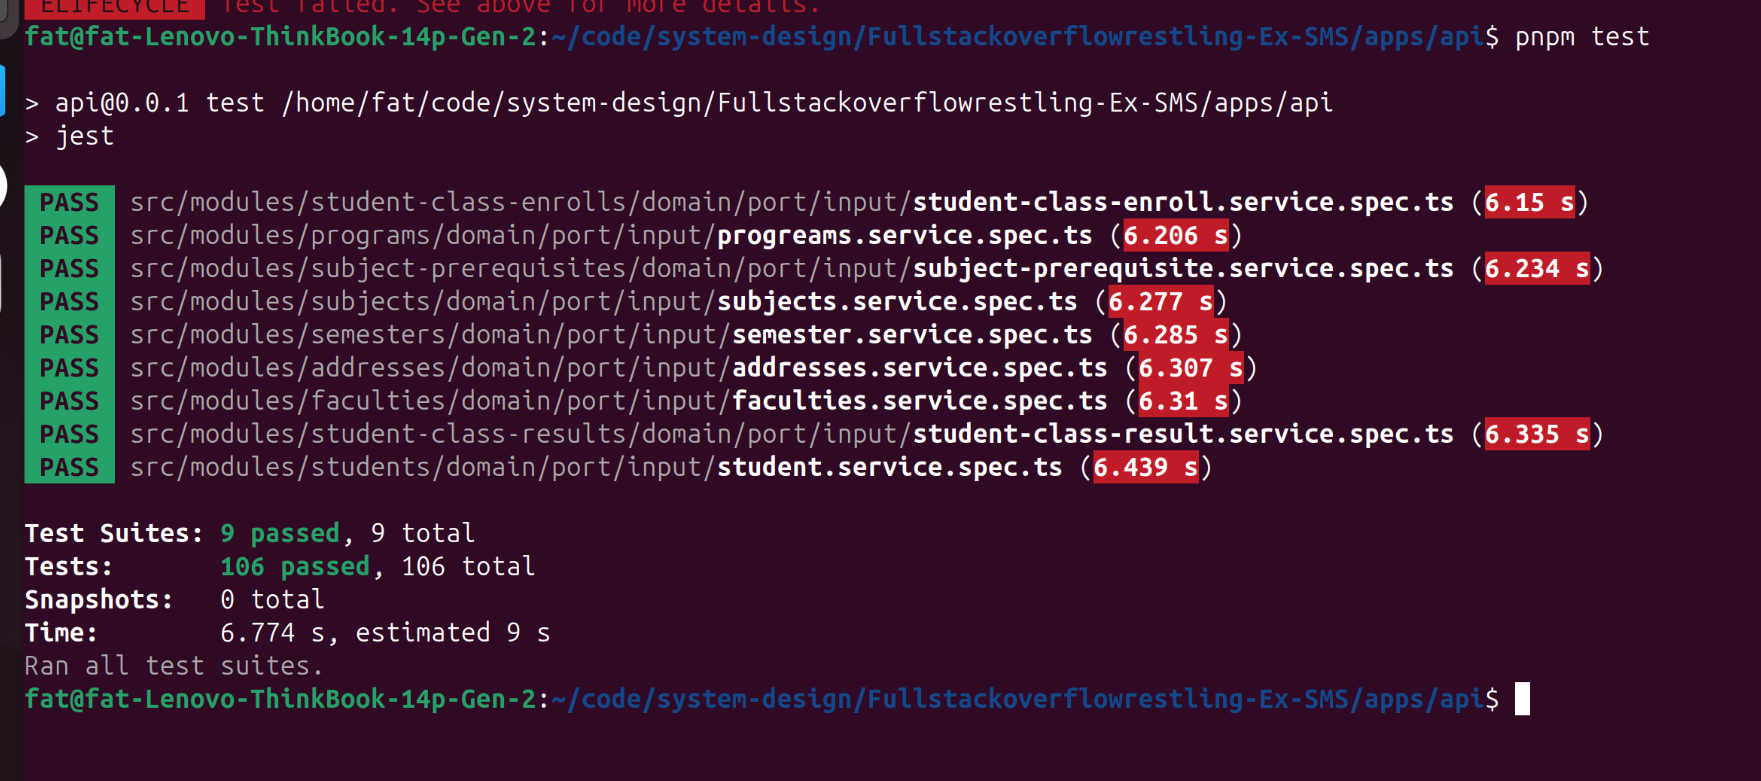 ELIFECYCLE  Test failed. See above for more details.
fat@fat-Lenovo-ThinkBook-14p-Gen-2:~/code/system-design/Fullstackoverflowrestling-Ex-SMS/apps/api$ pnpm test
> api@0.0.1 test /home/fat/code/system-design/Fullstackoverflowrestling-Ex-SMS/apps/api
> jest
PASS src/modules/student-class-enrolls/domain/port/input/student-class-enroll.service.spec.ts (6.15 s)
PASS src/modules/programs/domain/port/input/progreams.service.spec.ts (6.206 s)
PASS src/modules/subject-prerequisites/domain/port/input/subject-prerequisite.service.spec.ts (6.234 s)
PASS src/modules/subjects/domain/port/input/subjects.service.spec.ts (6.277 s)
PASS src/modules/semesters/domain/port/input/semester.service.spec.ts (6.285 s)
PASS src/modules/addresses/domain/port/input/addresses.service.spec.ts (6.307 s)
PASS src/modules/faculties/domain/port/input/faculties.service.spec.ts (6.31 s)
PASS src/modules/student-class-results/domain/port/input/student-class-result.service.spec.ts (6.335 s)
PASS src/modules/students/domain/port/input/student.service.spec.ts (6.439 s)
Test Suites: 9 passed, 9 total
Tests:       106 passed, 106 total
Snapshots:   0 total
Time:        6.774 s, estimated 9 s
Ran all test suites.
fat@fat-Lenovo-ThinkBook-14p-Gen-2:~/code/system-design/Fullstackoverflowrestling-Ex-SMS/apps/api$